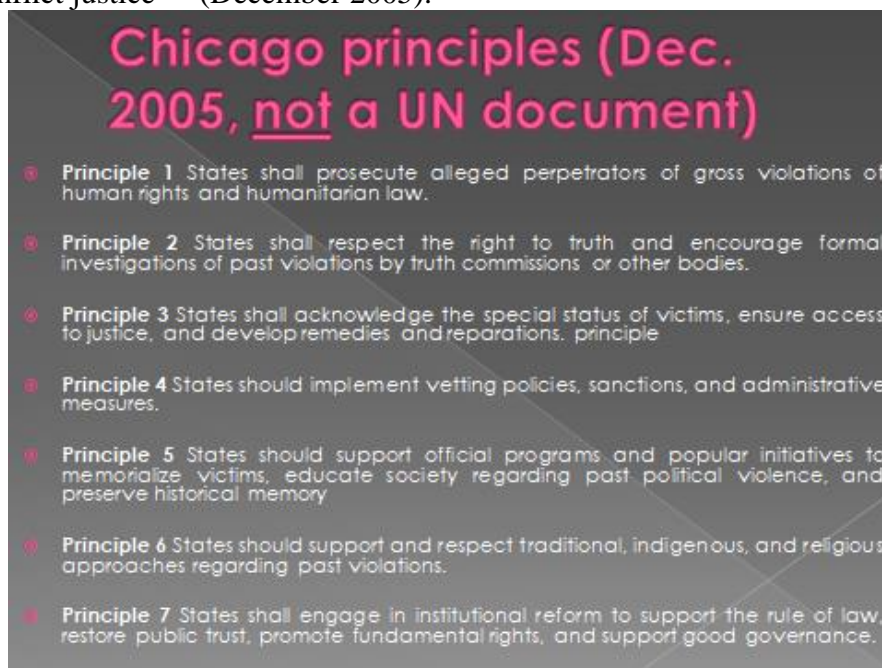 nflict justice" (December 2005).
Chicago principles (Dec.
2005, not a UN document)
Principle 1 States shall prosecute alleged perpetrators of gross violations of
human rights and humanitarian law.
Principle 2 States shall respect the right to truth and encourage formal
investigations of past violations by truth commissions or other bodies.
Principle 3 States shall acknowledge the special status of victims, ensure access
to justice, and develop remedies and reparations. principle
Principle 4 States should implement vetting policies, sanctions, and administrative
measures.
Principle 5 States should support official programs and popular initiatives to
memorialize victims, educate society regarding past political violence, and
preserve historical memory
Principle 6 States should support and respect traditional, indigenous, and religious
approaches regarding past violations.
Principle 7 States shall engage in institutional reform to support the rule of law,
restore public trust, promote fundamental rights, and support good governance.